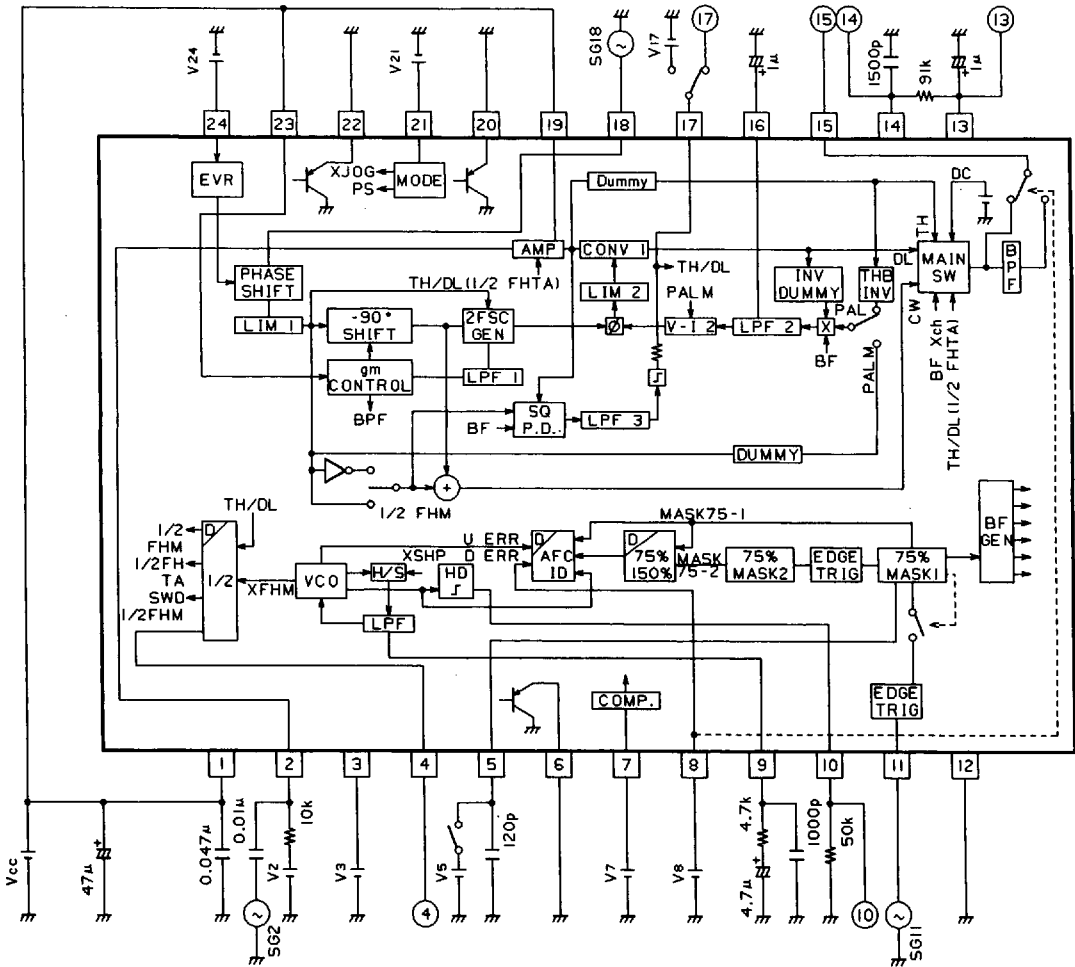 17
15
14
13
V24
V21
SG18
V17
1μ
1500p
91k
1μ
24
23
22
21
20
19
18
17
16
15
14
13
EVR
XJOG
PS
MODE
Dummy
DC
TH
PHASE
SHIFT
AMP
CONV 1
TH/DL
DL
MAIN
SW
B
P
F
TH/DL(1/2 FHTA)
LIM 2
PALM
INV
DUMMY
THB
INV
CW
LIM 1
-90°
SHIFT
2FSC
GEN
Ø
V-I 2
LPF 2
X
PAL
BF
gm
CONTROL
LPF 1
BPF
BF
SQ
P.D.
LPF 3
PALM
BF Xch
TH/DL(1/2 FHTA)
DUMMY
+
1/2 FHM
MASK75-1
TH/DL
1/2
FHM
1/2FH
TA
SWD
1/2FHM
D
1/2
XFHM
VCO
U ERR
XSHP D ERR
H/S
HD
LPF
D
AFC
ID
D
75%
150%
MASK
75-2
75%
MASK2
EDGE
TRIG
75%
MASK1
BF
GEN
COMP.
EDGE
TRIG
1
2
3
4
5
6
7
8
9
10
11
12
Vcc
47μ
+
0.047μ
0.01μ
10k
V2
SG2
V3
4
V5
120p
V7
V8
4.7k
4.7μ
+
1000p
50k
10
SG11